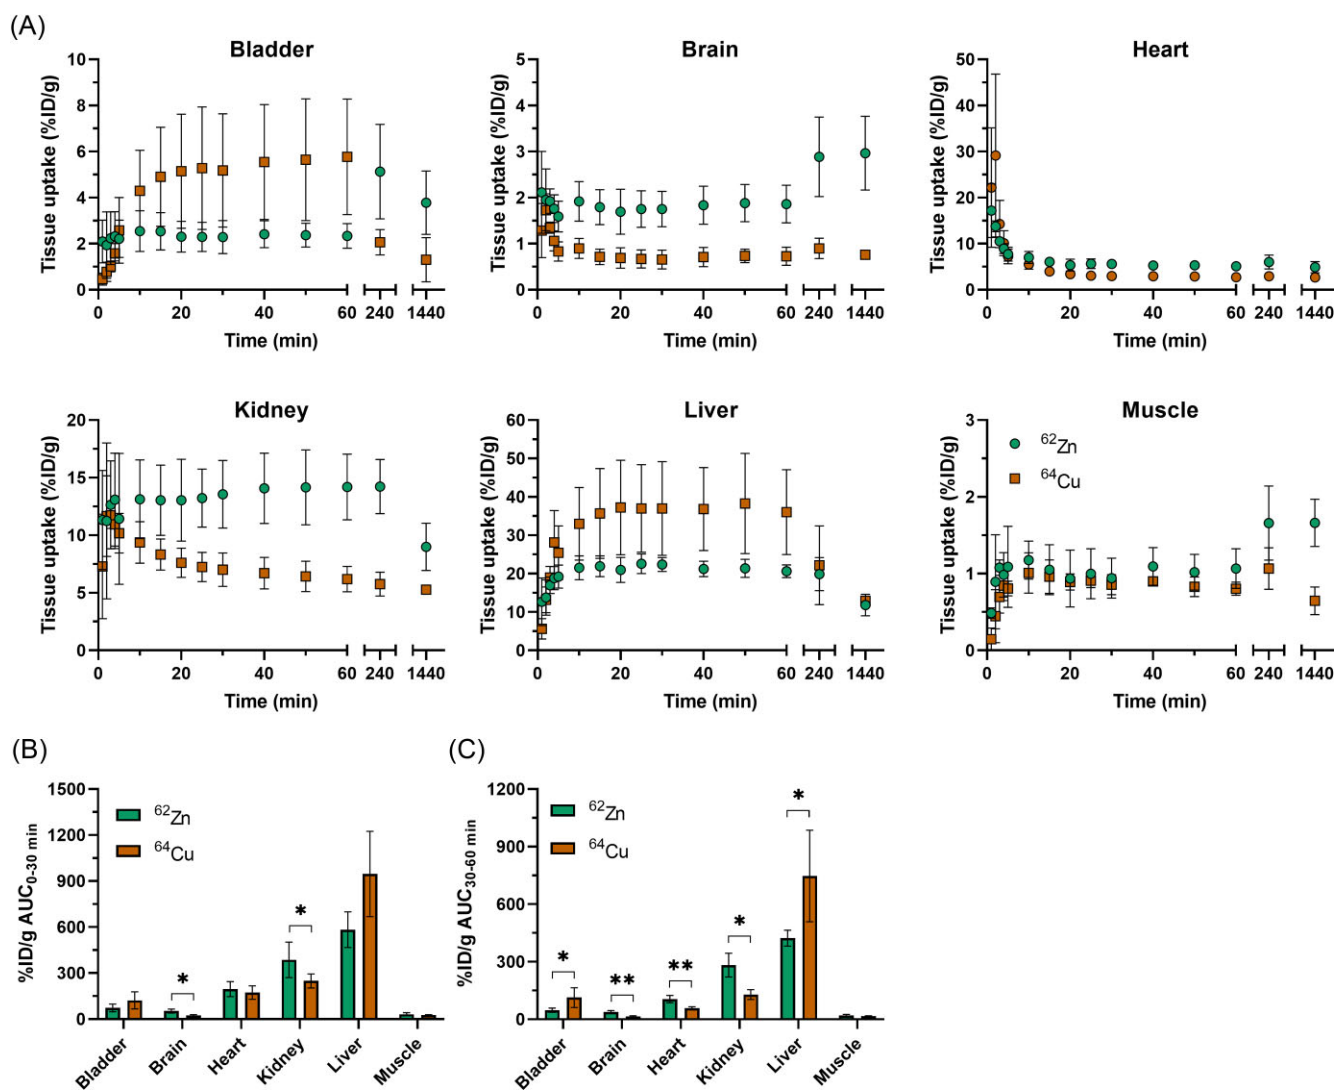 (A)
Bladder
Tissue uptake (%ID/g)
10
8
6
4
2
0
0 20 40 60 240 1440
Time (min)
Brain
Tissue uptake (%ID/g)
5
4
3
2
1
0
0 20 40 60 240 1440
Time (min)
Heart
Tissue uptake (%ID/g)
50
40
30
20
10
0
0 20 40 60 240 1440
Time (min)
Kidney
Tissue uptake (%ID/g)
20
15
10
5
0
0 20 40 60 240 1440
Time (min)
Liver
Tissue uptake (%ID/g)
60
50
40
30
20
10
0
0 20 40 60 240 1440
Time (min)
Muscle
Tissue uptake (%ID/g)
3
2
1
0
62Zn
64Cu
0 20 40 60 240 1440
Time (min)
(B)
%ID/g AUC0-30 min
1500
1200
900
600
300
0
62Zn
64Cu
* * 
Bladder Brain Heart Kidney Liver Muscle
(C)
%ID/g AUC30-60 min
1200
900
600
300
0
62Zn
64Cu
* ** ** * *
Bladder Brain Heart Kidney Liver Muscle